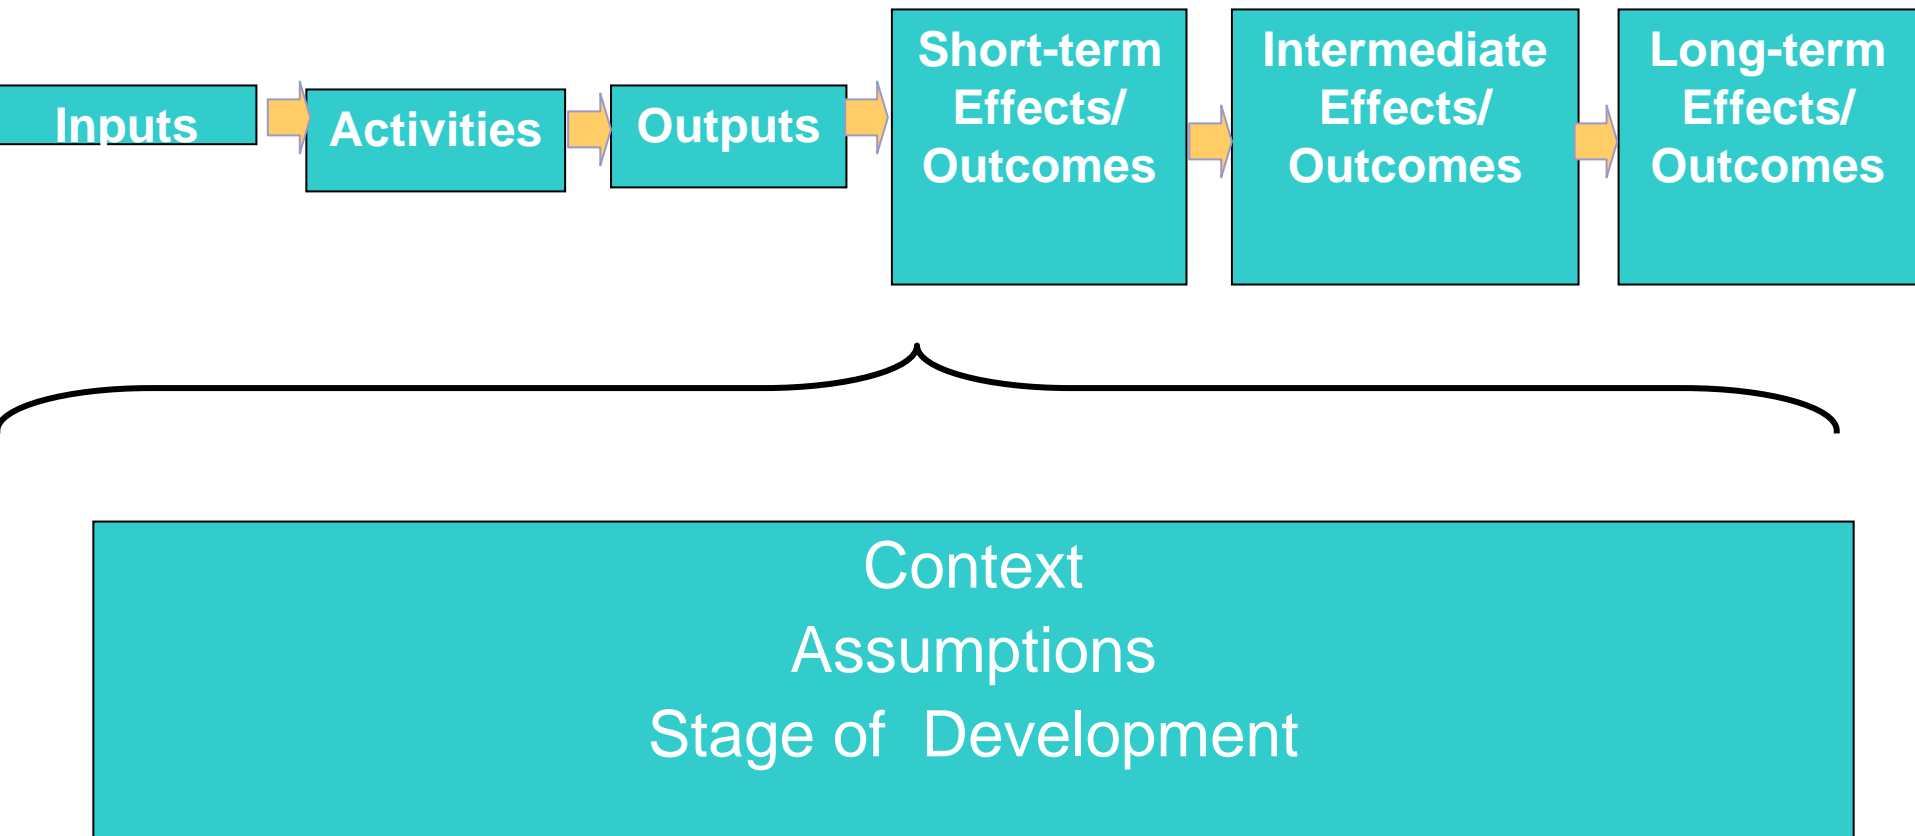 Inputs
Activities
Outputs
Short-term
Effects/
Outcomes
Intermediate
Effects/
Outcomes
Long-term
Effects/
Outcomes
Context
Assumptions
Stage of  Development